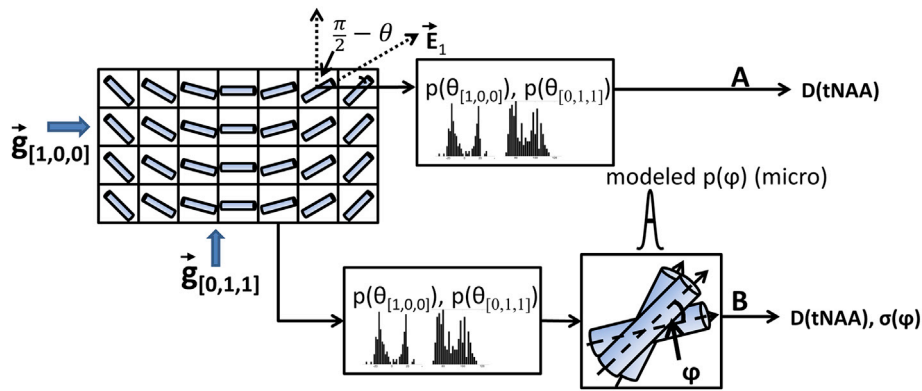 π/2 − θ
E⃗₁
p(θ[1,0,0]), p(θ[0,1,1])
A
D(tNAA)
g⃗[1,0,0]
modeled p(φ) (micro)
g⃗[0,1,1]
p(θ[1,0,0]), p(θ[0,1,1])
B
D(tNAA), σ(φ)
φ